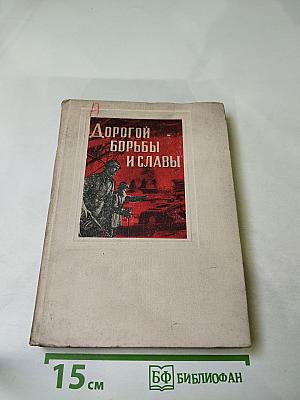 Дорогой
борьбы
и славы
15 см
БФ БИБЛИОФАН